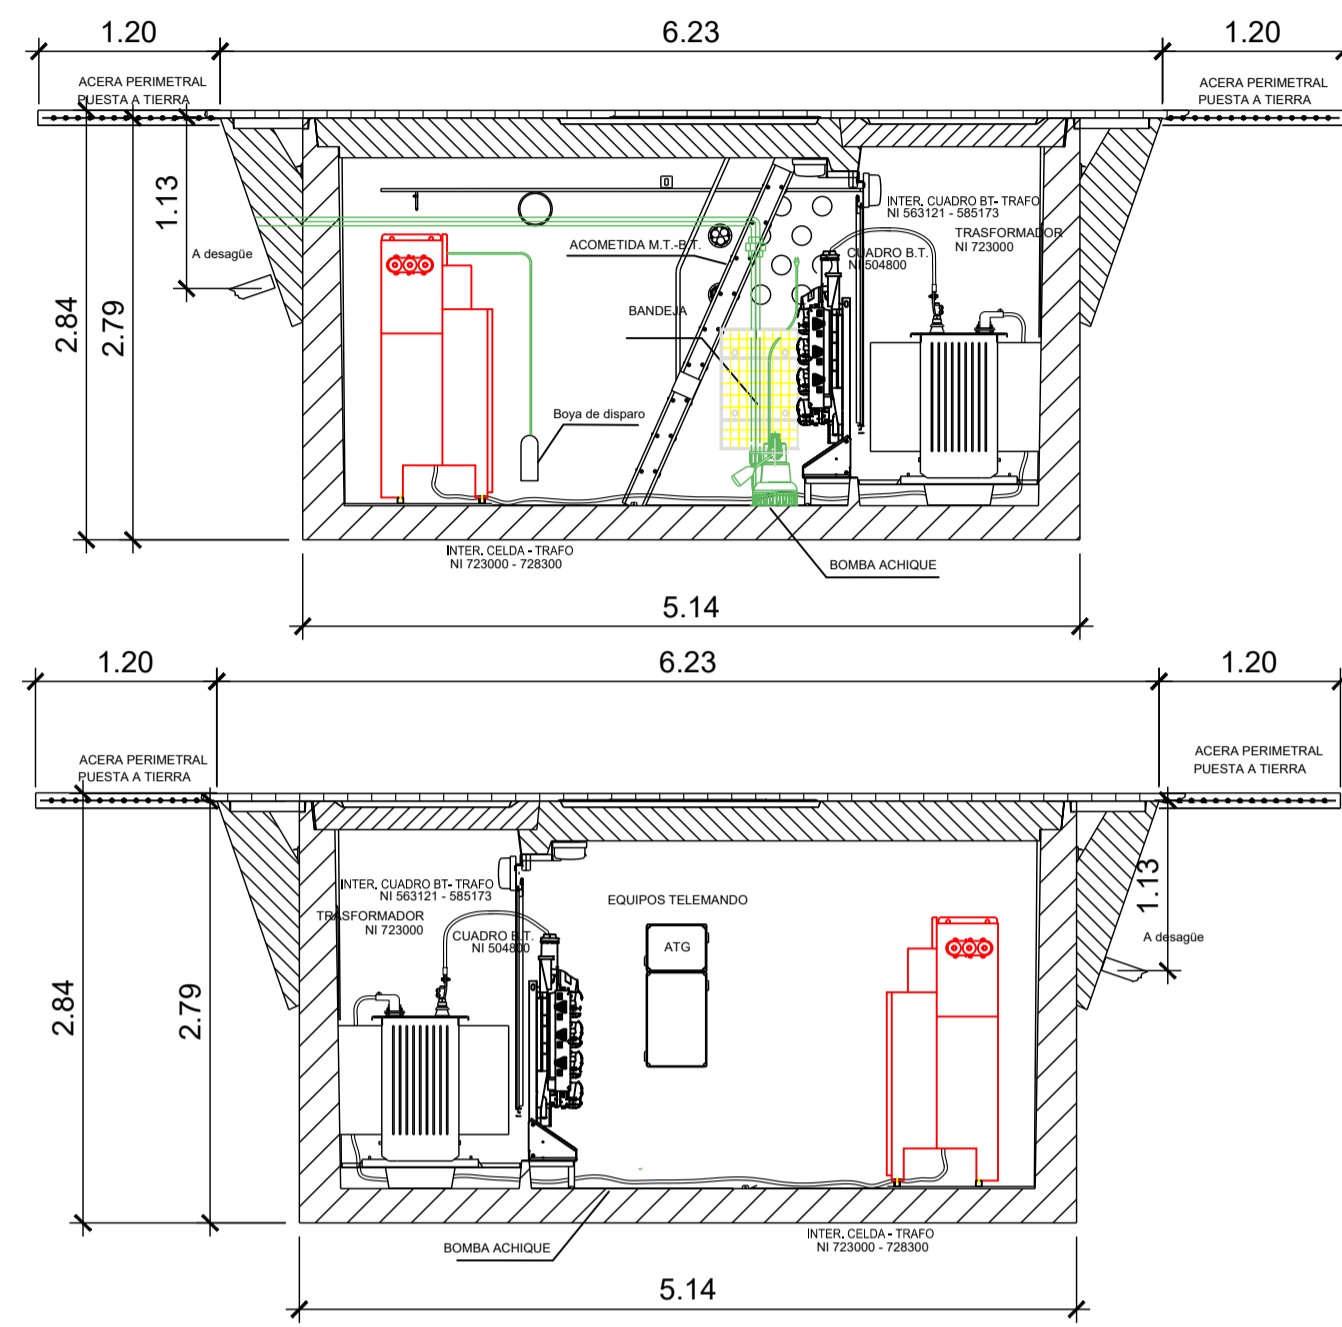 1.20
6.23
1.20
ACERA PERIMETRAL
PUESTA A TIERRA
ACERA PERIMETRAL
PUESTA A TIERRA
1.13
A desagüe
2.84
2.79
ACOMETIDA M.T.-B.T.
BANDEJA
Boya de disparo
INTER. CUADRO BT- TRAFO
NI 563121 - 585173
TRASFORMADOR
NI 723000
CUADRO B.T.
NI 504800
INTER. CELDA - TRAFO
NI 723000 - 728300
BOMBA ACHIQUE
5.14
1.20
6.23
1.20
ACERA PERIMETRAL
PUESTA A TIERRA
ACERA PERIMETRAL
PUESTA A TIERRA
INTER. CUADRO BT- TRAFO
NI 563121 - 585173
TRASFORMADOR
NI 723000
CUADRO B.T.
NI 504800
EQUIPOS TELEMANDO
ATG
1.13
A desagüe
2.84
2.79
BOMBA ACHIQUE
INTER. CELDA - TRAFO
NI 723000 - 728300
5.14